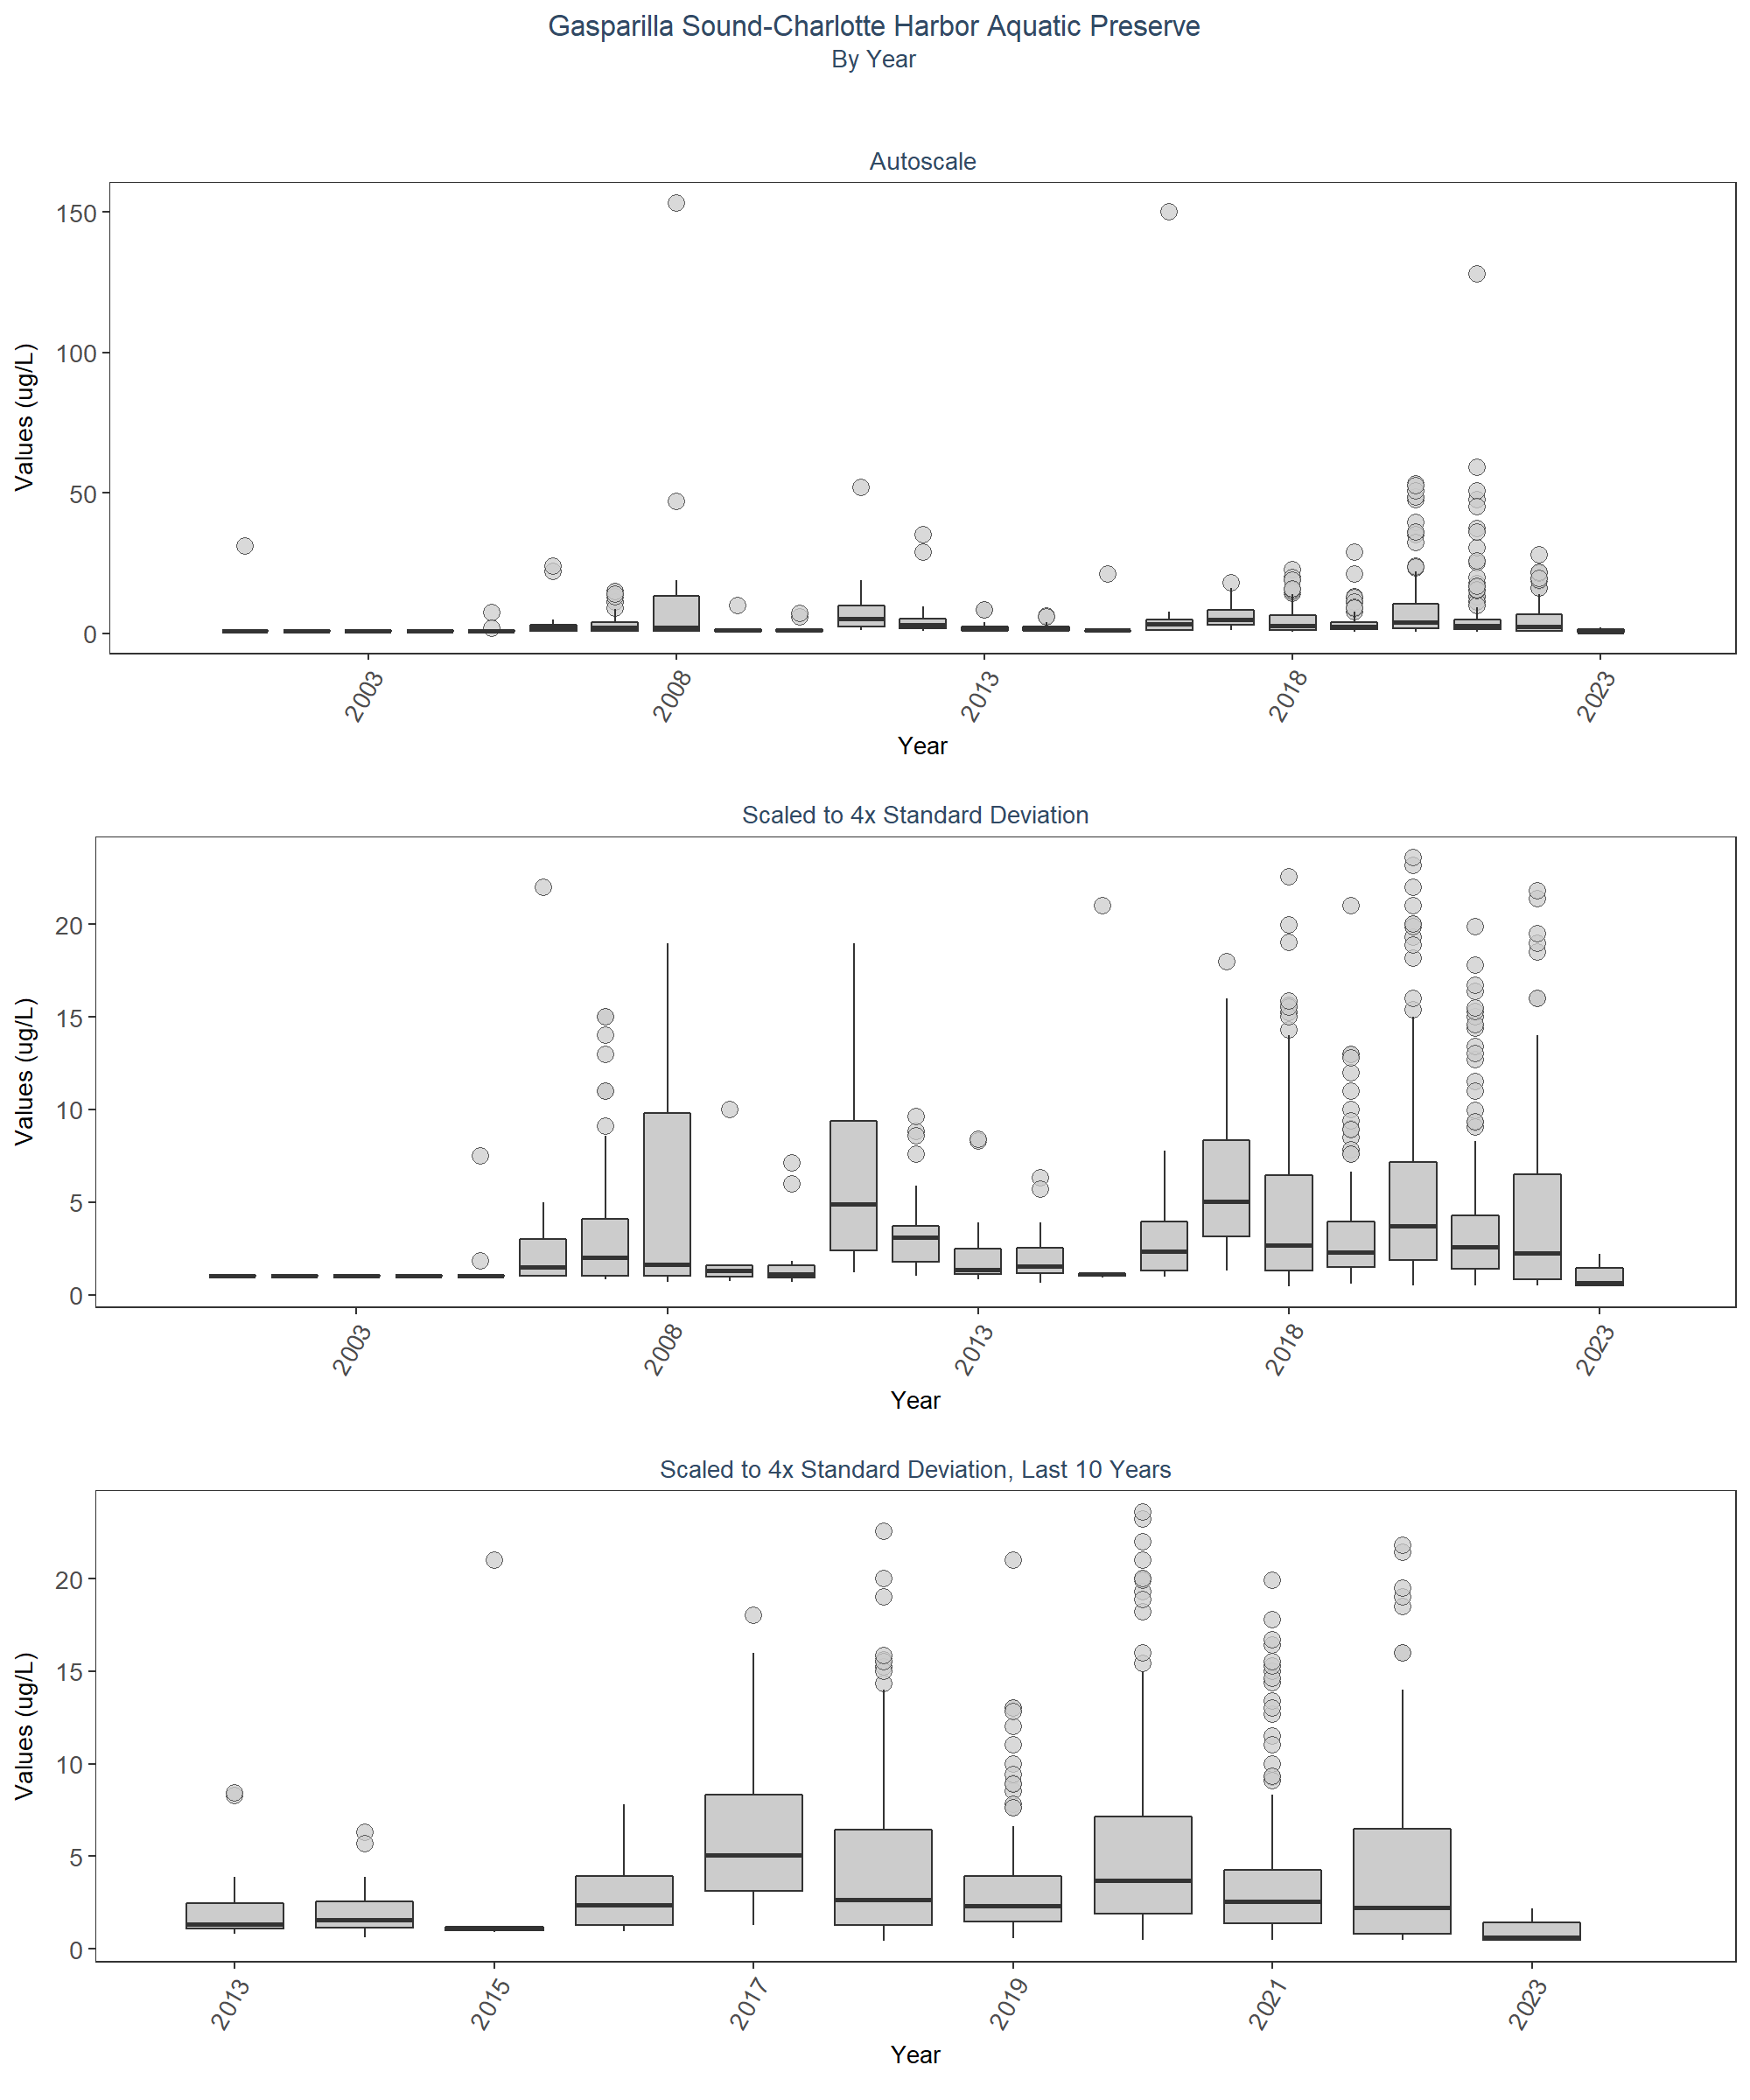 Gasparilla Sound-Charlotte Harbor Aquatic Preserve
By Year
Autoscale
Values (ug/L)
150
100
50
0
2003
2008
2013
2018
2023
Year
Scaled to 4x Standard Deviation
Values (ug/L)
20
15
10
5
0
2003
2008
2013
2018
2023
Year
Scaled to 4x Standard Deviation, Last 10 Years
Values (ug/L)
20
15
10
5
0
2013
2015
2017
2019
2021
2023
Year